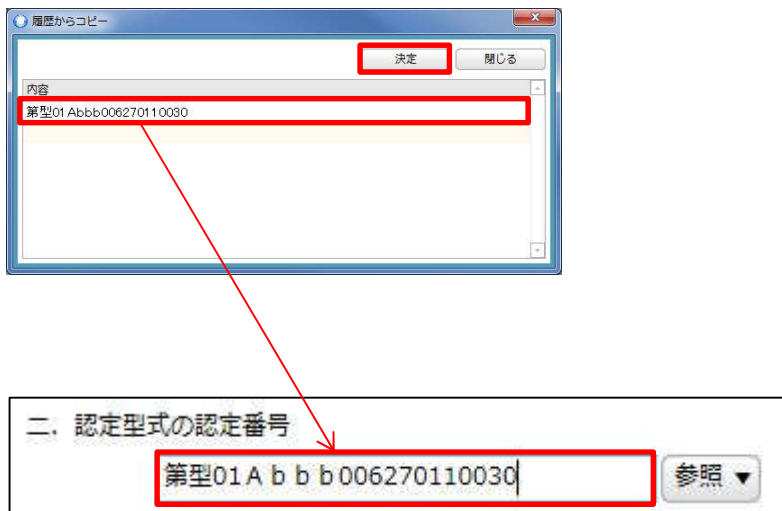 履歴からコピー
決定 閉じる
内容
第型01Abbb006270110030
二．認定型式の認定番号
第型01Ａｂｂｂ006270110030 参照▼